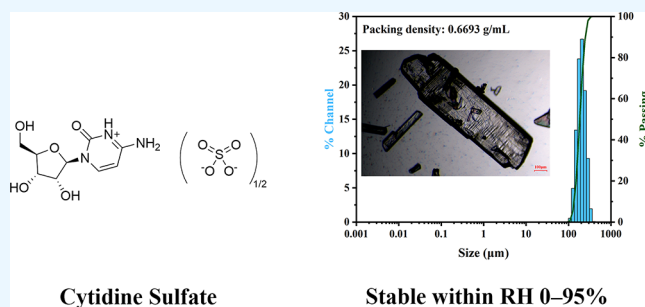 OH
HO
OH
O
O
N
N
NH
+
NH₂
O
S
O
O⁻
O⁻
1/2
Cytidine Sulfate
Packing density: 0.6693 g/mL
100μm
% Channel
30
25
20
15
10
5
0
% Passing
100
80
60
40
20
0
0.001
0.01
0.1
1
10
100
1000
Size (μm)
Stable within RH 0–95%